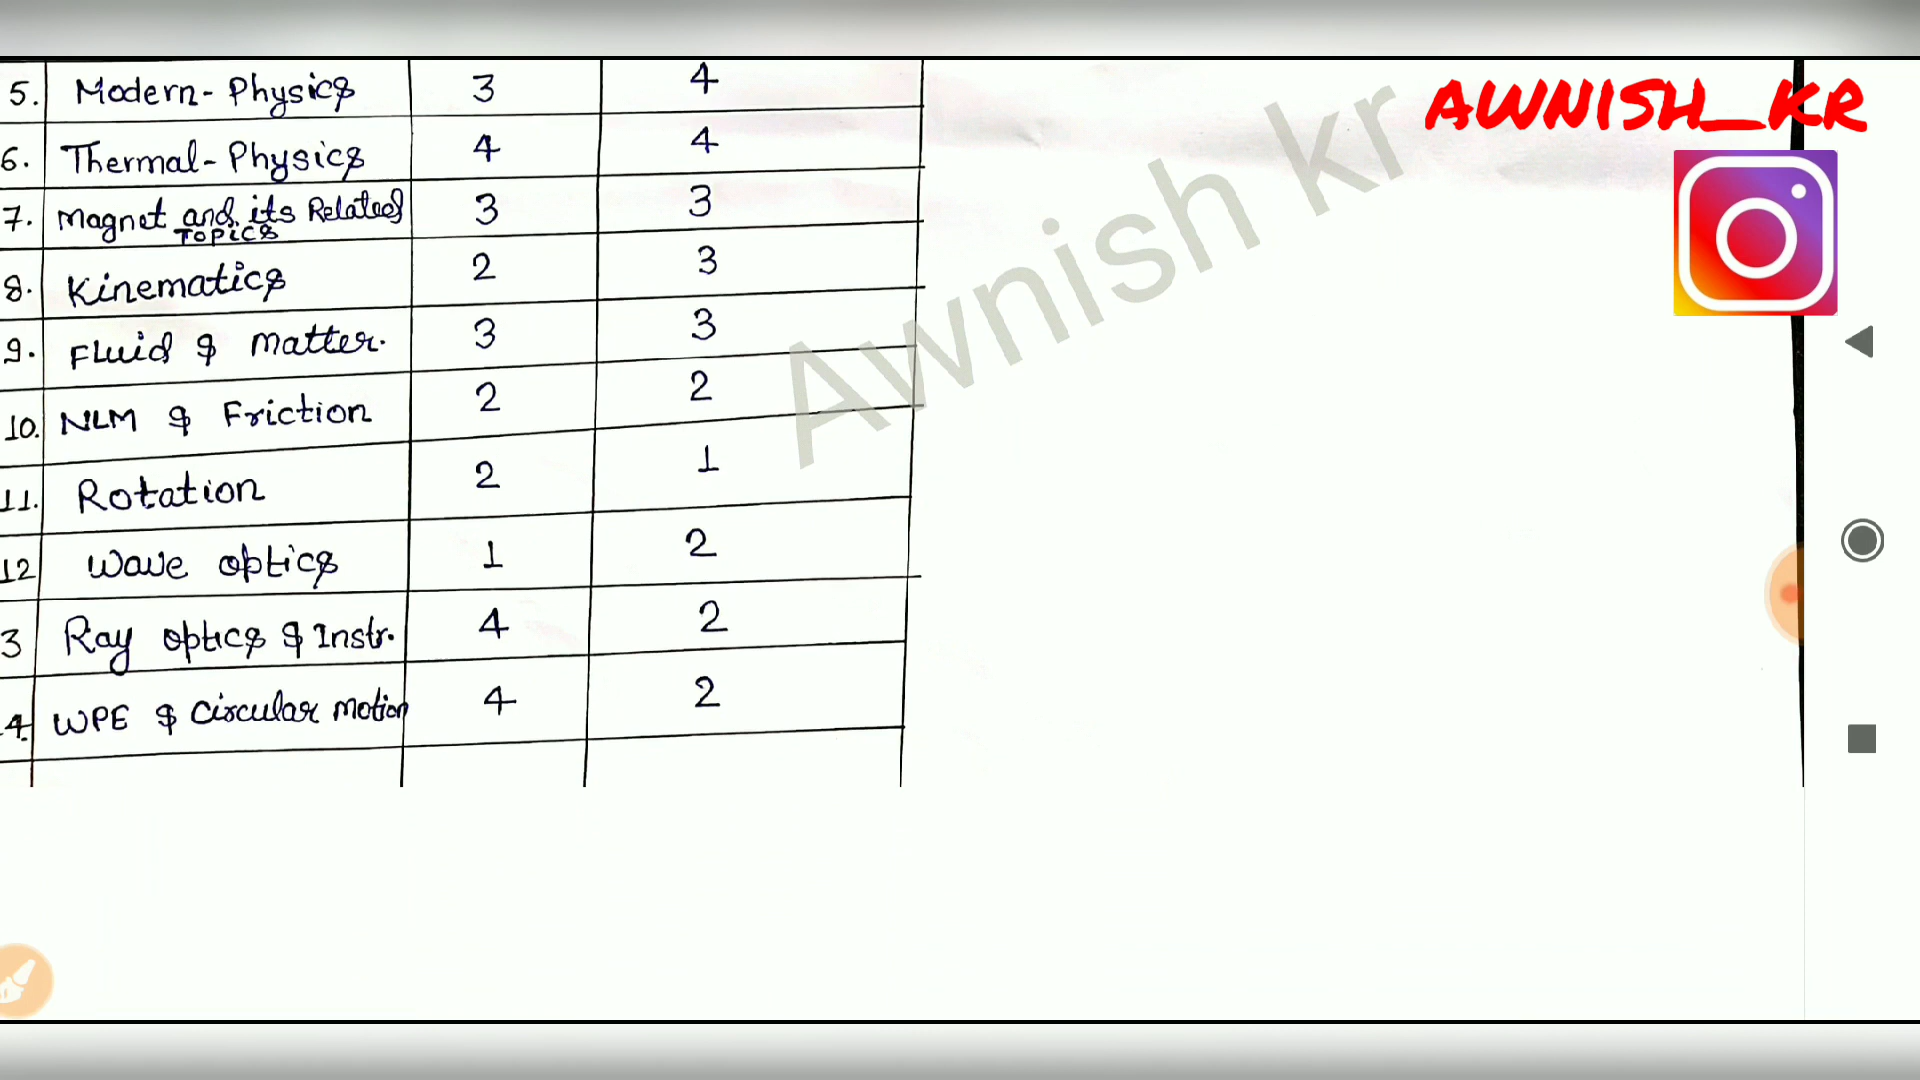 AWNISH_KR
5. Modern-Physics 3 4
6. Thermal-Physics 4 4
7. Magnet and its Related TOPICS 3 3
8. Kinematics 2 3
9. Fluid & matter. 3 3
10. NLM & Friction 2 2
11. Rotation 2 1
12 Wave optics 1 2
3 Ray optics & Instr. 4 2
4. WPE & Circular motion 4 2
Awnish kr